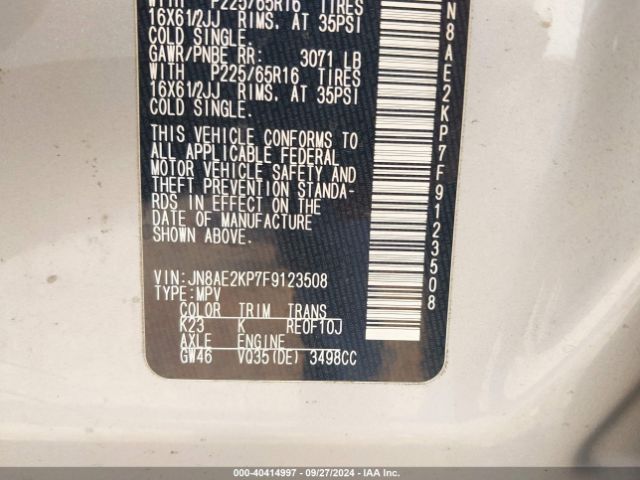 WITH P225/65R16 TIRES
16X61/2JJ RIMS. AT 35PSI
COLD SINGLE.
GAWR/PNBE RR: 3071 LB
WITH P225/65R16 TIRES
16X61/2JJ RIMS. AT 35PSI
COLD SINGLE.
THIS VEHICLE CONFORMS TO
ALL APPLICABLE FEDERAL
MOTOR VEHICLE SAFETY AND
THEFT PREVENTION STANDA-
RDS IN EFFECT ON THE
DATE OF MANUFACTURE
SHOWN ABOVE.
VIN:JN8AE2KP7F9123508
TYPE:MPV
COLOR TRIM TRANS
K23 K RE0F10J
AXLE ENGINE
GW46 VQ35(DE) 3498CC
N8AE2KP7F9123508
000-40414997 - 09/27/2024 - IAAI.COM